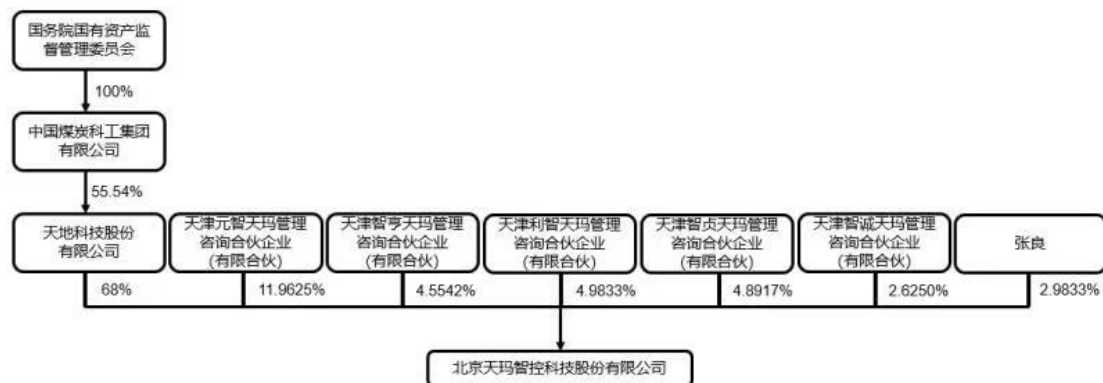 国务院国有资产监
督管理委员会
100%
中国煤炭科工集团
有限公司
55.54%
天地科技股份
有限公司
天津元智天玛管理
咨询合伙企业
(有限合伙)
天津智亨天玛管理
咨询合伙企业
(有限合伙)
天津利智天玛管理
咨询合伙企业
(有限合伙)
天津智贞天玛管理
咨询合伙企业
(有限合伙)
天津智诚天玛管理
咨询合伙企业
(有限合伙)
张良
68%
11.9625%
4.5542%
4.9833%
4.8917%
2.6250%
2.9833%
北京天玛智控科技股份有限公司